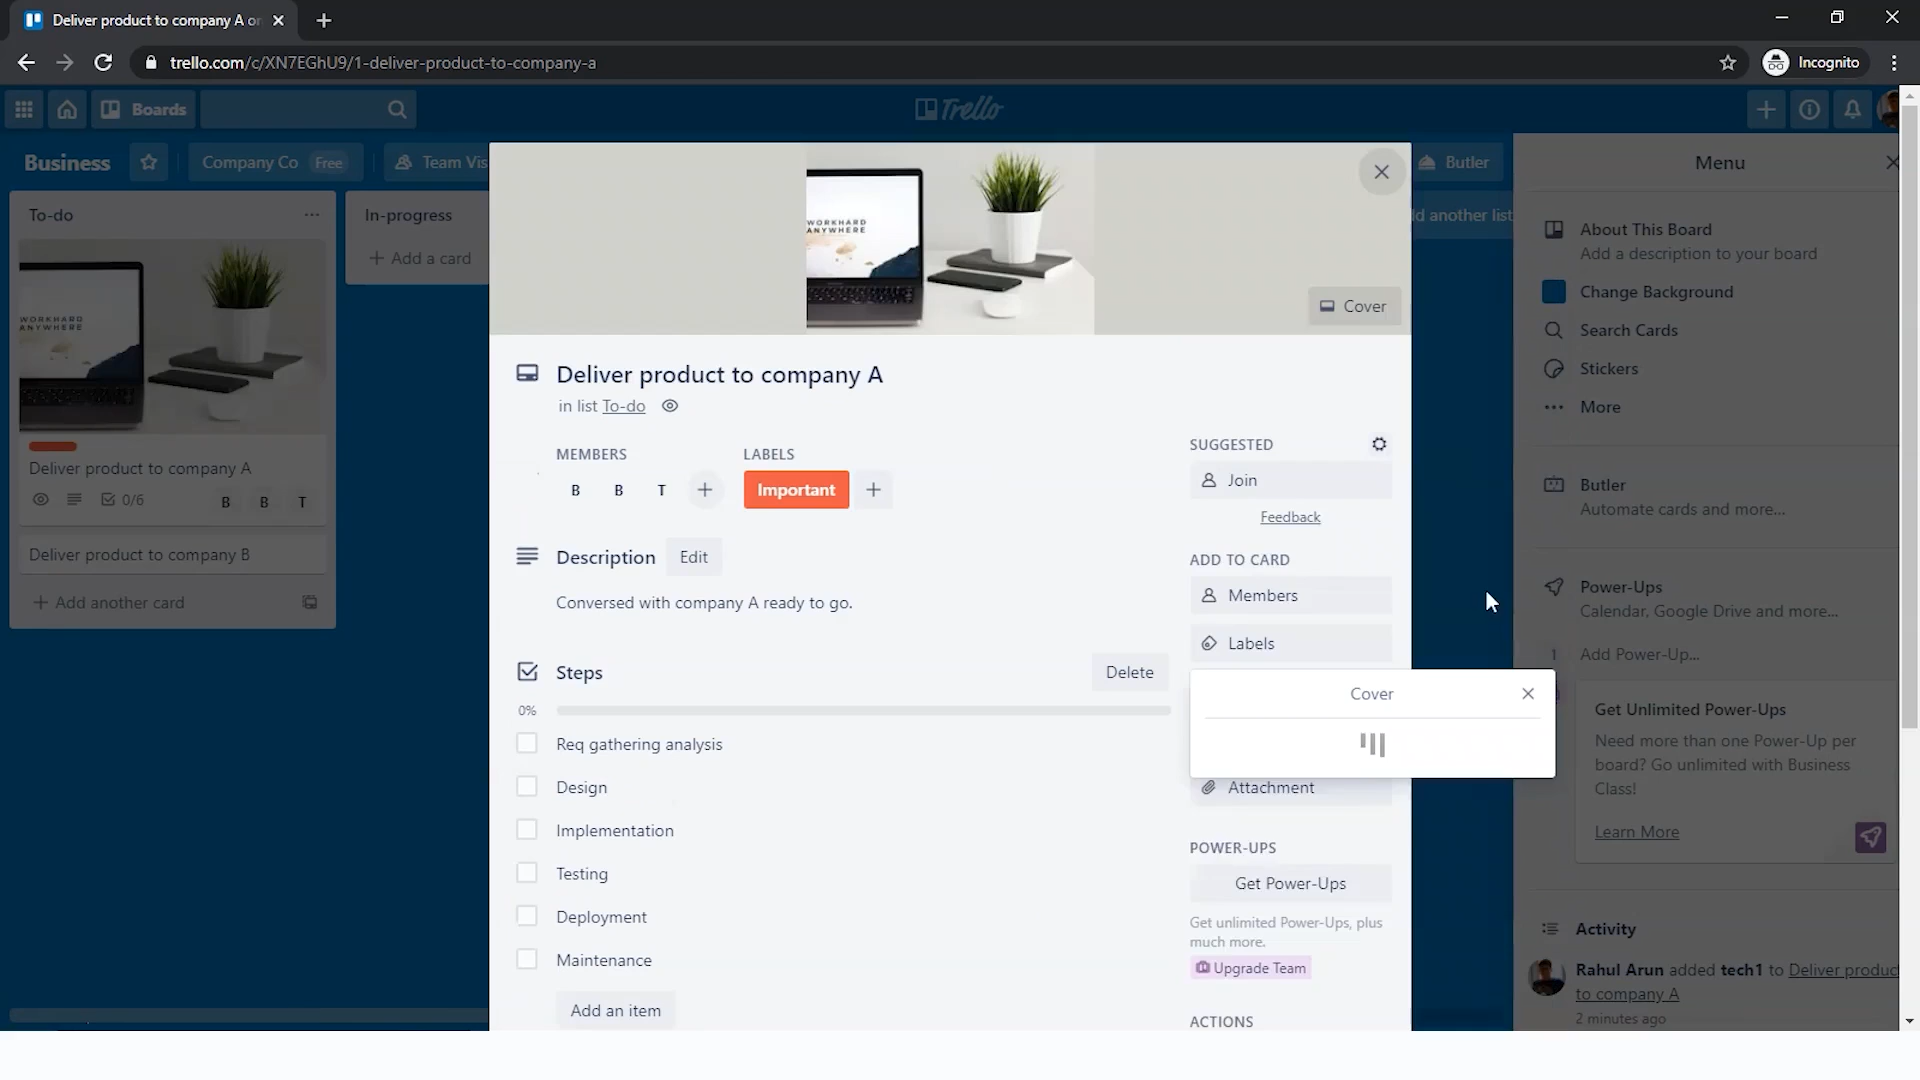 Deliver product to company A or
trello.com/c/XN7EGhU9/1-deliver-product-to-company-a
Incognito
Boards
Trello
Business
Company Co Free
Team Vis
Butler
Menu
To-do
In-progress
Add a card
d another list
WORKHARD
ANYWHERE
Cover
WORKHARD
ANYWHERE
Deliver product to company A
0/6
B B T
Deliver product to company B
Add another card
Deliver product to company A
in list To-do
MEMBERS
LABELS
B B T
Important
Description
Edit
Conversed with company A ready to go.
Steps
Delete
0%
Req gathering analysis
Design
Implementation
Testing
Deployment
Maintenance
Add an item
SUGGESTED
Join
Feedback
ADD TO CARD
Members
Labels
Cover
Attachment
POWER-UPS
Get Power-Ups
Get unlimited Power-Ups, plus
much more.
Upgrade Team
ACTIONS
About This Board
Add a description to your board
Change Background
Search Cards
Stickers
More
Butler
Automate cards and more...
Power-Ups
Calendar, Google Drive and more...
1 Add Power-Up...
Get Unlimited Power-Ups
Need more than one Power-Up per
board? Go unlimited with Business
Class!
Learn More
Activity
Rahul Arun added tech1 to Deliver product
to company A
2 minutes ago